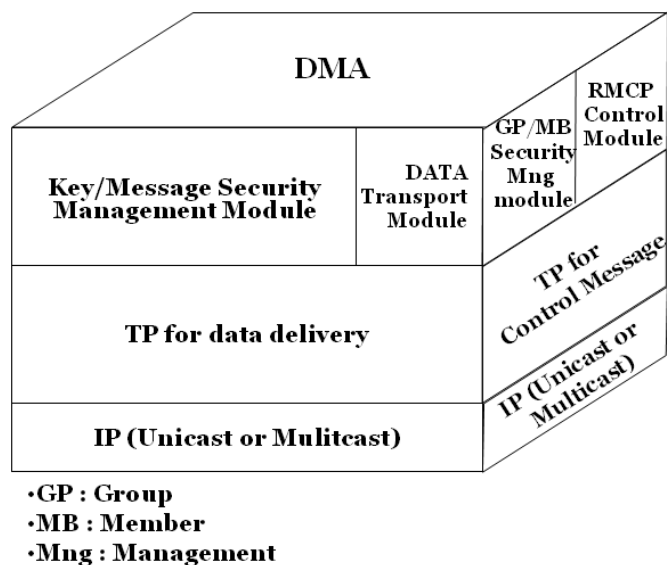 DMA
Key/Message Security
Management Module
DATA
Transport
Module
GP/MB
Security
Mng
module
RMCP
Control
Module
TP for data delivery
TP for
Control Message
IP (Unicast or Mulitcast)
IP (Unicast or
Multicast)
•GP : Group
•MB : Member
•Mng : Management